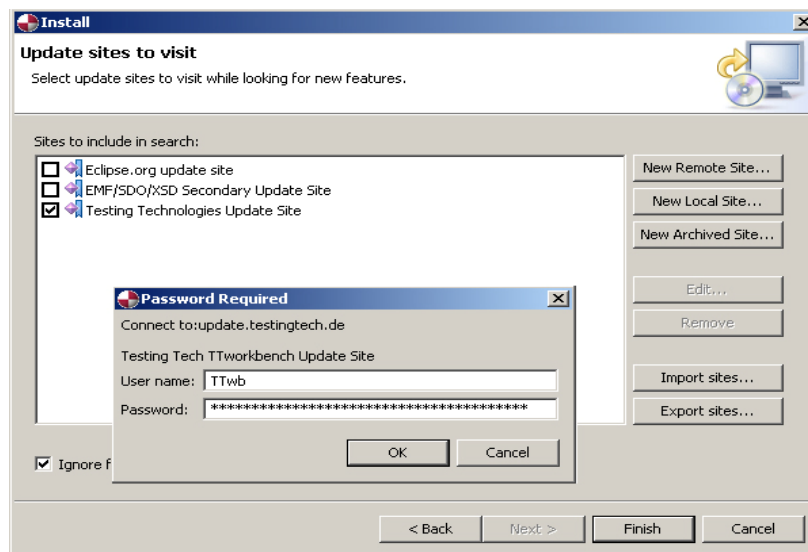 Install
Update sites to visit
Select update sites to visit while looking for new features.
Sites to include in search:
Eclipse.org update site
EMF/SDO/XSD Secondary Update Site
Testing Technologies Update Site
New Remote Site...
New Local Site...
New Archived Site...
Edit...
Remove
Import sites...
Export sites...
Password Required
Connect to:update.testingtech.de
Testing Tech TTworkbench Update Site
User name: TTwb
Password: ****************************************
OK Cancel
Ignore f
< Back Next > Finish Cancel